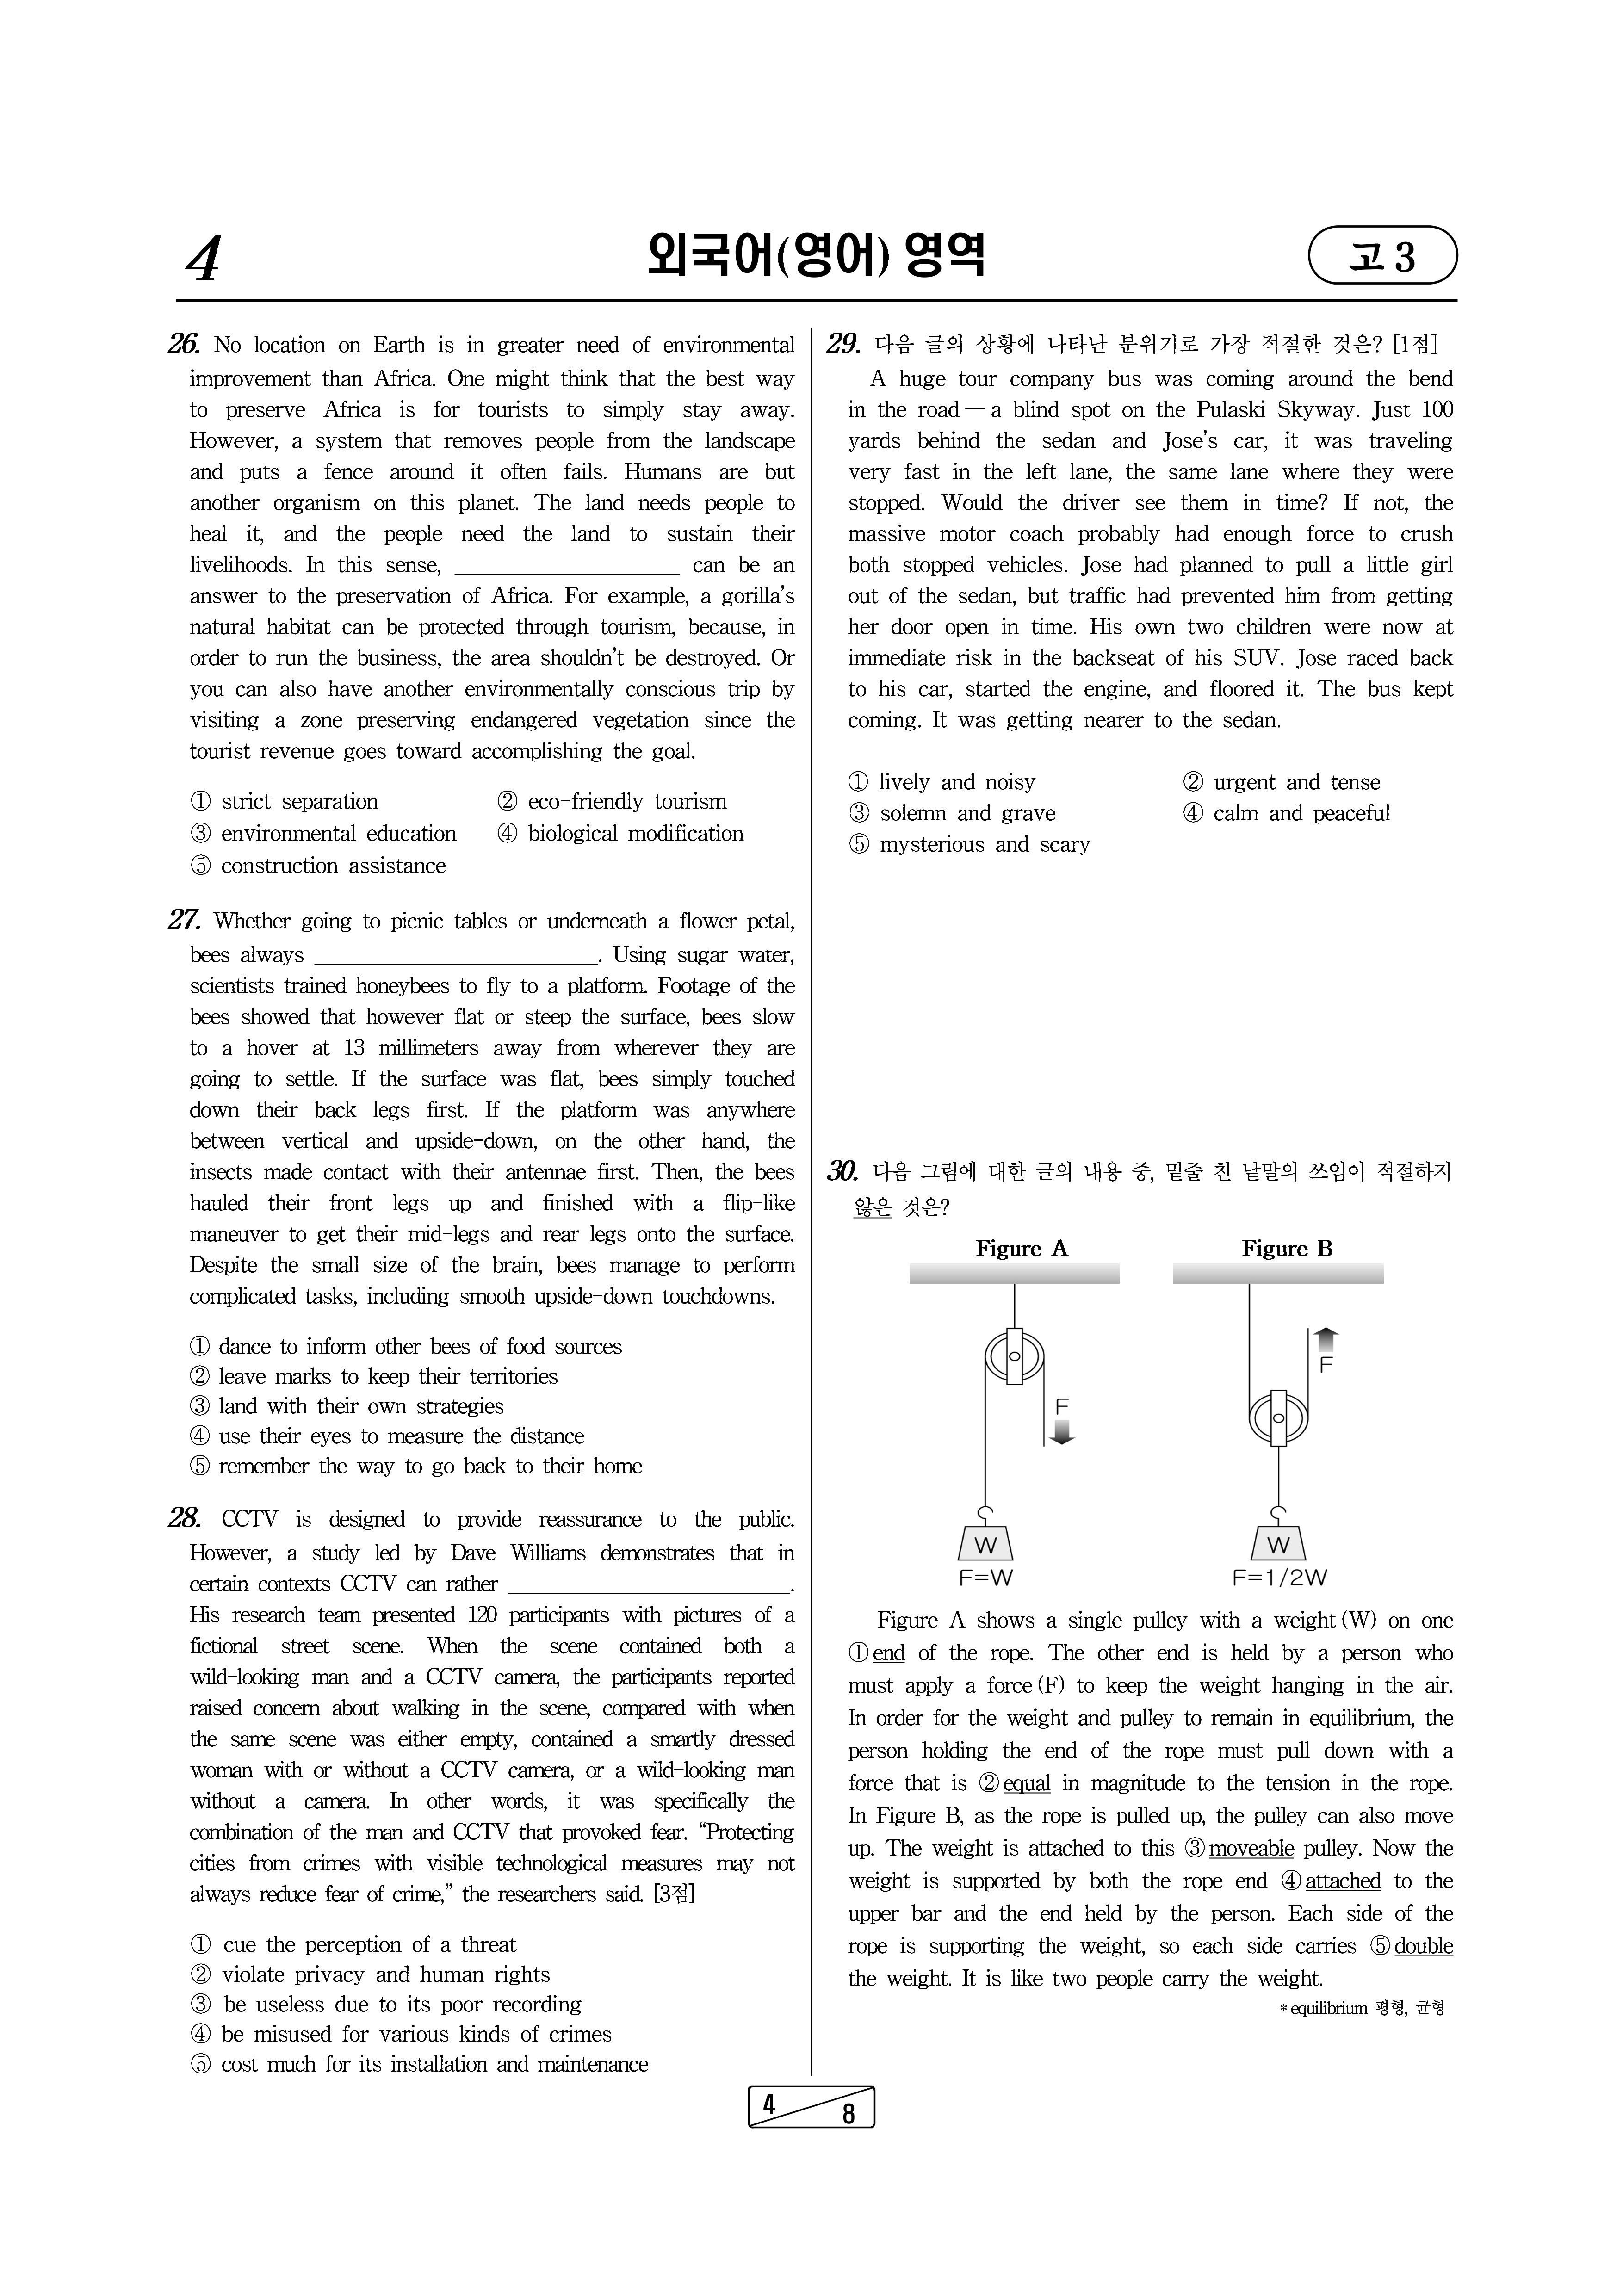 4
외국어(영어) 영역
고 3
26. No location on Earth is in greater need of environmental
improvement than Africa. One might think that the best way
to preserve Africa is for tourists to simply stay away.
However, a system that removes people from the landscape
and puts a fence around it often fails. Humans are but
another organism on this planet. The land needs people to
heal it, and the people need the land to sustain their
livelihoods. In this sense, ____________________ can be an
answer to the preservation of Africa. For example, a gorilla's
natural habitat can be protected through tourism, because, in
order to run the business, the area shouldn't be destroyed. Or
you can also have another environmentally conscious trip by
visiting a zone preserving endangered vegetation since the
tourist revenue goes toward accomplishing the goal.
① strict separation ② eco-friendly tourism
③ environmental education ④ biological modification
⑤ construction assistance
27. Whether going to picnic tables or underneath a flower petal,
bees always _________________________. Using sugar water,
scientists trained honeybees to fly to a platform. Footage of the
bees showed that however flat or steep the surface, bees slow
to a hover at 13 millimeters away from wherever they are
going to settle. If the surface was flat, bees simply touched
down their back legs first. If the platform was anywhere
between vertical and upside-down, on the other hand, the
insects made contact with their antennae first. Then, the bees
hauled their front legs up and finished with a flip-like
maneuver to get their mid-legs and rear legs onto the surface.
Despite the small size of the brain, bees manage to perform
complicated tasks, including smooth upside-down touchdowns.
① dance to inform other bees of food sources
② leave marks to keep their territories
③ land with their own strategies
④ use their eyes to measure the distance
⑤ remember the way to go back to their home
28. CCTV is designed to provide reassurance to the public.
However, a study led by Dave Williams demonstrates that in
certain contexts CCTV can rather _________________________.
His research team presented 120 participants with pictures of a
fictional street scene. When the scene contained both a
wild-looking man and a CCTV camera, the participants reported
raised concern about walking in the scene, compared with when
the same scene was either empty, contained a smartly dressed
woman with or without a CCTV camera, or a wild-looking man
without a camera. In other words, it was specifically the
combination of the man and CCTV that provoked fear. “Protecting
cities from crimes with visible technological measures may not
always reduce fear of crime,” the researchers said. [3점]
① cue the perception of a threat
② violate privacy and human rights
③ be useless due to its poor recording
④ be misused for various kinds of crimes
⑤ cost much for its installation and maintenance
29. 다음 글의 상황에 나타난 분위기로 가장 적절한 것은? [1점]
A huge tour company bus was coming around the bend
in the road — a blind spot on the Pulaski Skyway. Just 100
yards behind the sedan and Jose's car, it was traveling
very fast in the left lane, the same lane where they were
stopped. Would the driver see them in time? If not, the
massive motor coach probably had enough force to crush
both stopped vehicles. Jose had planned to pull a little girl
out of the sedan, but traffic had prevented him from getting
her door open in time. His own two children were now at
immediate risk in the backseat of his SUV. Jose raced back
to his car, started the engine, and floored it. The bus kept
coming. It was getting nearer to the sedan.
① lively and noisy ② urgent and tense
③ solemn and grave ④ calm and peaceful
⑤ mysterious and scary
30. 다음 그림에 대한 글의 내용 중, 밑줄 친 낱말의 쓰임이 적절하지
않은 것은?
Figure A Figure B
F
F
W W
F=W F=1/2W
Figure A shows a single pulley with a weight (W) on one
① end of the rope. The other end is held by a person who
must apply a force (F) to keep the weight hanging in the air.
In order for the weight and pulley to remain in equilibrium, the
person holding the end of the rope must pull down with a
force that is ② equal in magnitude to the tension in the rope.
In Figure B, as the rope is pulled up, the pulley can also move
up. The weight is attached to this ③ moveable pulley. Now the
weight is supported by both the rope end ④ attached to the
upper bar and the end held by the person. Each side of the
rope is supporting the weight, so each side carries ⑤ double
the weight. It is like two people carry the weight.
* equilibrium 평형, 균형
4 8